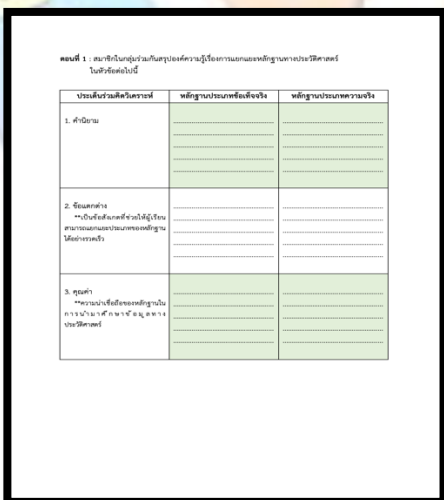 ตอนที่ 1 : สมาชิกในกลุ่มร่วมกันสรุปองค์ความรู้เรื่องการแยกแยะหลักฐานทางประวัติศาสตร์
ในหัวข้อต่อไปนี้
ประเด็นร่วมคิดวิเคราะห์ หลักฐานประเภทข้อเท็จจริง หลักฐานประเภทความจริง
1. คำนิยาม
2. ข้อแตกต่าง
**เป็นข้อสังเกตที่ช่วยให้ผู้เรียน
สามารถแยกแยะประเภทของหลักฐาน
ได้อย่างรวดเร็ว
3. คุณค่า
**ความน่าเชื่อถือของหลักฐานใน
การนำมาศึกษาข้อมูลทาง
ประวัติศาสตร์